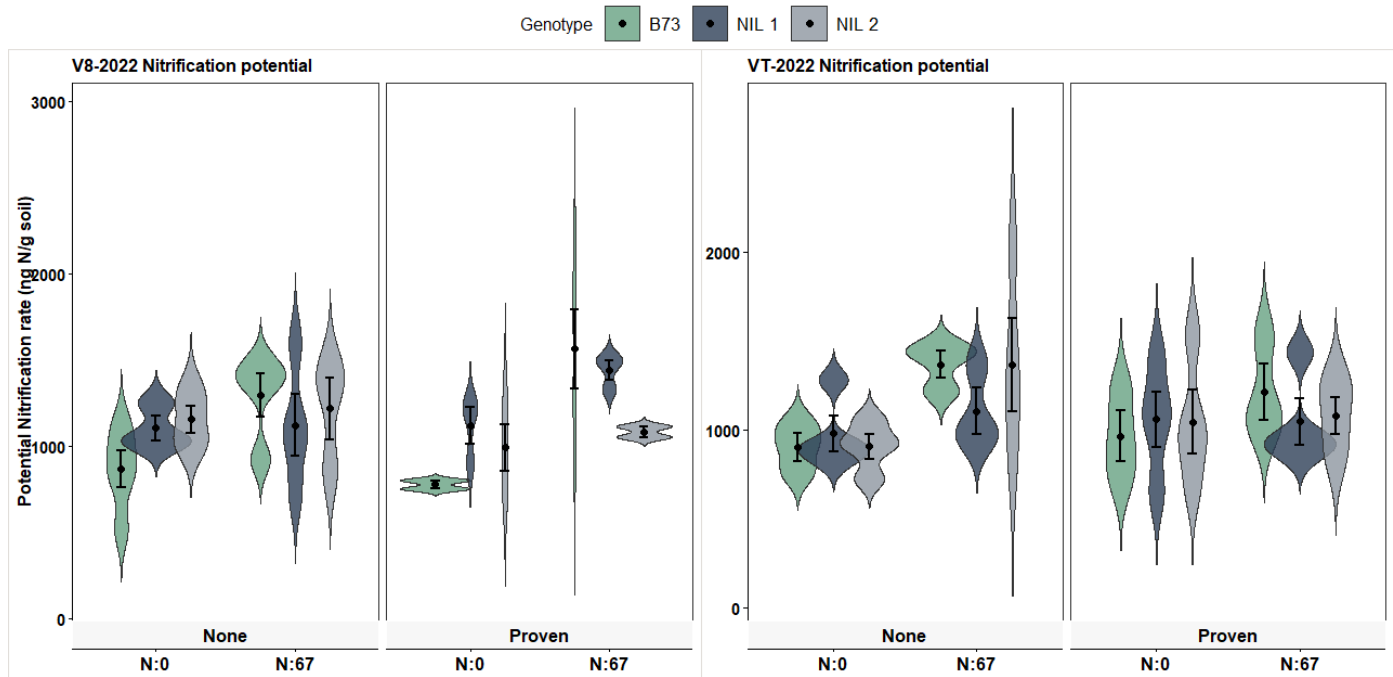 Genotype B73 NIL 1 NIL 2
V8-2022 Nitrification potential
VT-2022 Nitrification potential
Potential Nitrification rate (ng N/g soil)
3000
2000
1000
0
2000
1000
0
None Proven None Proven
N:0 N:67 N:0 N:67 N:0 N:67 N:0 N:67